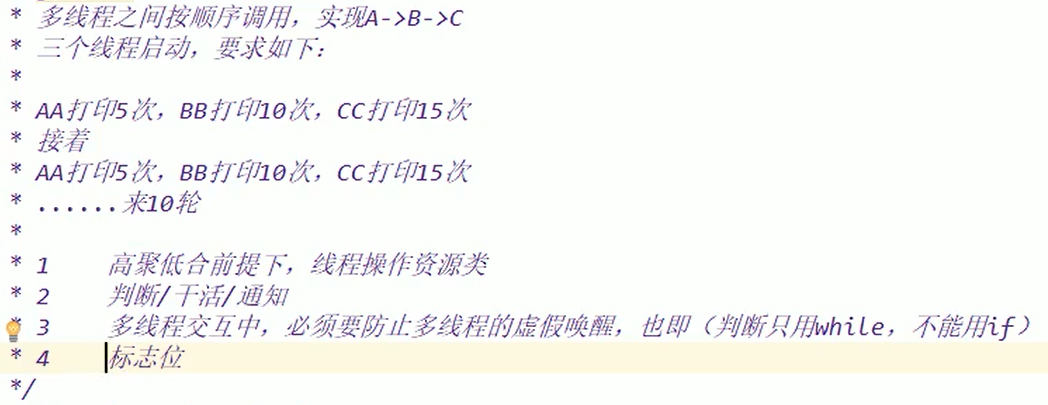 * 多线程之间按顺序调用，实现A->B->C
* 三个线程启动，要求如下：
*
* AA打印5次，BB打印10次，CC打印15次
* 接着
* AA打印5次，BB打印10次，CC打印15次
* ......来10轮
*
* 1 高聚低合前提下，线程操作资源类
* 2 判断/干活/通知
* 3 多线程交互中，必须要防止多线程的虚假唤醒，也即（判断只用while，不能用if）
* 4 标志位
*/